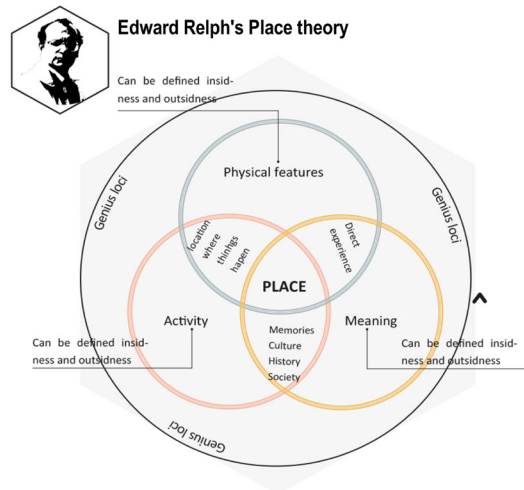 Edward Relph's Place theory
Can be defined insid-
ness and outsidness
Physical features
Genius loci
Genius loci
location
where
thinhgs
hapen
Direct
experience
PLACE
Activity
Meaning
Memories
Culture
History
Society
Can be defined insid-
ness and outsidness
Can be defined insid-
ness and outsidness
Genius loci